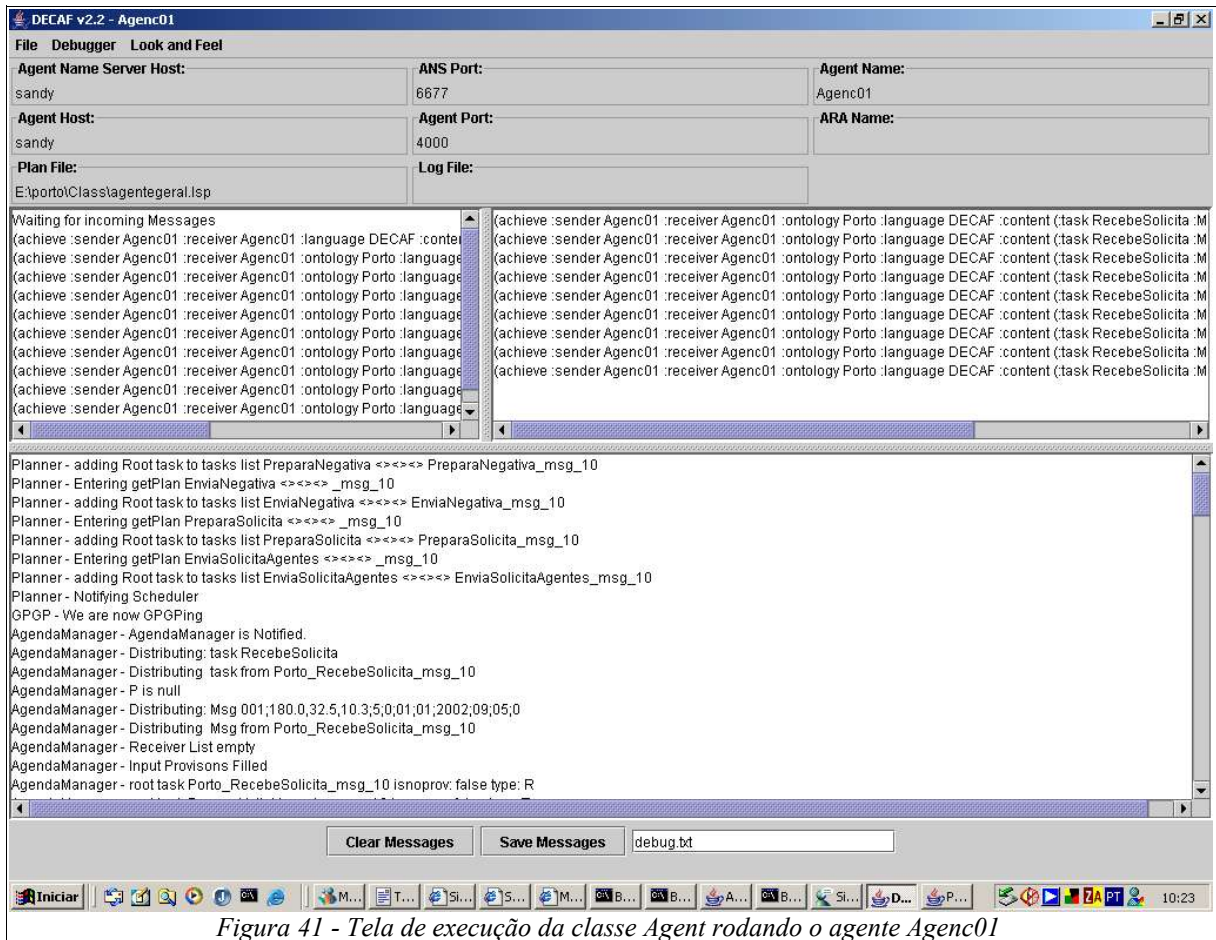 DECAF v2.2 - Agenc01
File Debugger Look and Feel
Agent Name Server Host: ANS Port: Agent Name:
sandy 6677 Agenc01
Agent Host: Agent Port: ARA Name:
sandy 4000
Plan File: Log File:
E:\porto\Class\agentegeral.lsp
Waiting for incoming Messages
(achieve :sender Agenc01 :receiver Agenc01 :language DECAF :conter
(achieve :sender Agenc01 :receiver Agenc01 :ontology Porto :language
(achieve :sender Agenc01 :receiver Agenc01 :ontology Porto :language
(achieve :sender Agenc01 :receiver Agenc01 :ontology Porto :language
(achieve :sender Agenc01 :receiver Agenc01 :ontology Porto :language
(achieve :sender Agenc01 :receiver Agenc01 :ontology Porto :language
(achieve :sender Agenc01 :receiver Agenc01 :ontology Porto :language
(achieve :sender Agenc01 :receiver Agenc01 :ontology Porto :language
(achieve :sender Agenc01 :receiver Agenc01 :ontology Porto :language
(achieve :sender Agenc01 :receiver Agenc01 :ontology Porto :language
(achieve :sender Agenc01 :receiver Agenc01 :ontology Porto :language DECAF :content (:task RecebeSolicita :M
(achieve :sender Agenc01 :receiver Agenc01 :ontology Porto :language DECAF :content (:task RecebeSolicita :M
(achieve :sender Agenc01 :receiver Agenc01 :ontology Porto :language DECAF :content (:task RecebeSolicita :M
(achieve :sender Agenc01 :receiver Agenc01 :ontology Porto :language DECAF :content (:task RecebeSolicita :M
(achieve :sender Agenc01 :receiver Agenc01 :ontology Porto :language DECAF :content (:task RecebeSolicita :M
(achieve :sender Agenc01 :receiver Agenc01 :ontology Porto :language DECAF :content (:task RecebeSolicita :M
(achieve :sender Agenc01 :receiver Agenc01 :ontology Porto :language DECAF :content (:task RecebeSolicita :M
(achieve :sender Agenc01 :receiver Agenc01 :ontology Porto :language DECAF :content (:task RecebeSolicita :M
(achieve :sender Agenc01 :receiver Agenc01 :ontology Porto :language DECAF :content (:task RecebeSolicita :M
Planner - adding Root task to tasks list PreparaNegativa <><><> PreparaNegativa_msg_10
Planner - Entering getPlan EnviaNegativa <><><> _msg_10
Planner - adding Root task to tasks list EnviaNegativa <><><> EnviaNegativa_msg_10
Planner - Entering getPlan PreparaSolicita <><><> _msg_10
Planner - adding Root task to tasks list PreparaSolicita <><><> PreparaSolicita_msg_10
Planner - Entering getPlan EnviaSolicitaAgentes <><><> _msg_10
Planner - adding Root task to tasks list EnviaSolicitaAgentes <><><> EnviaSolicitaAgentes_msg_10
Planner - Notifying Scheduler
GPGP - We are now GPGPing
AgendaManager - AgendaManager is Notified.
AgendaManager - Distributing: task RecebeSolicita
AgendaManager - Distributing task from Porto_RecebeSolicita_msg_10
AgendaManager - P is null
AgendaManager - Distributing: Msg 001;180.0,32.5,10.3;5;0;01;01;2002;09;05;0
AgendaManager - Distributing Msg from Porto_RecebeSolicita_msg_10
AgendaManager - Receiver List empty
AgendaManager - Input Provisons Filled
AgendaManager - root task Porto_RecebeSolicita_msg_10 isnoprov: false type: R
Clear Messages Save Messages debug.txt
Iniciar M... T... Si... S... M... B... B... A... B... Si... D... P... ZA PT 10:23
Figura 41 - Tela de execução da classe Agent rodando o agente Agenc01